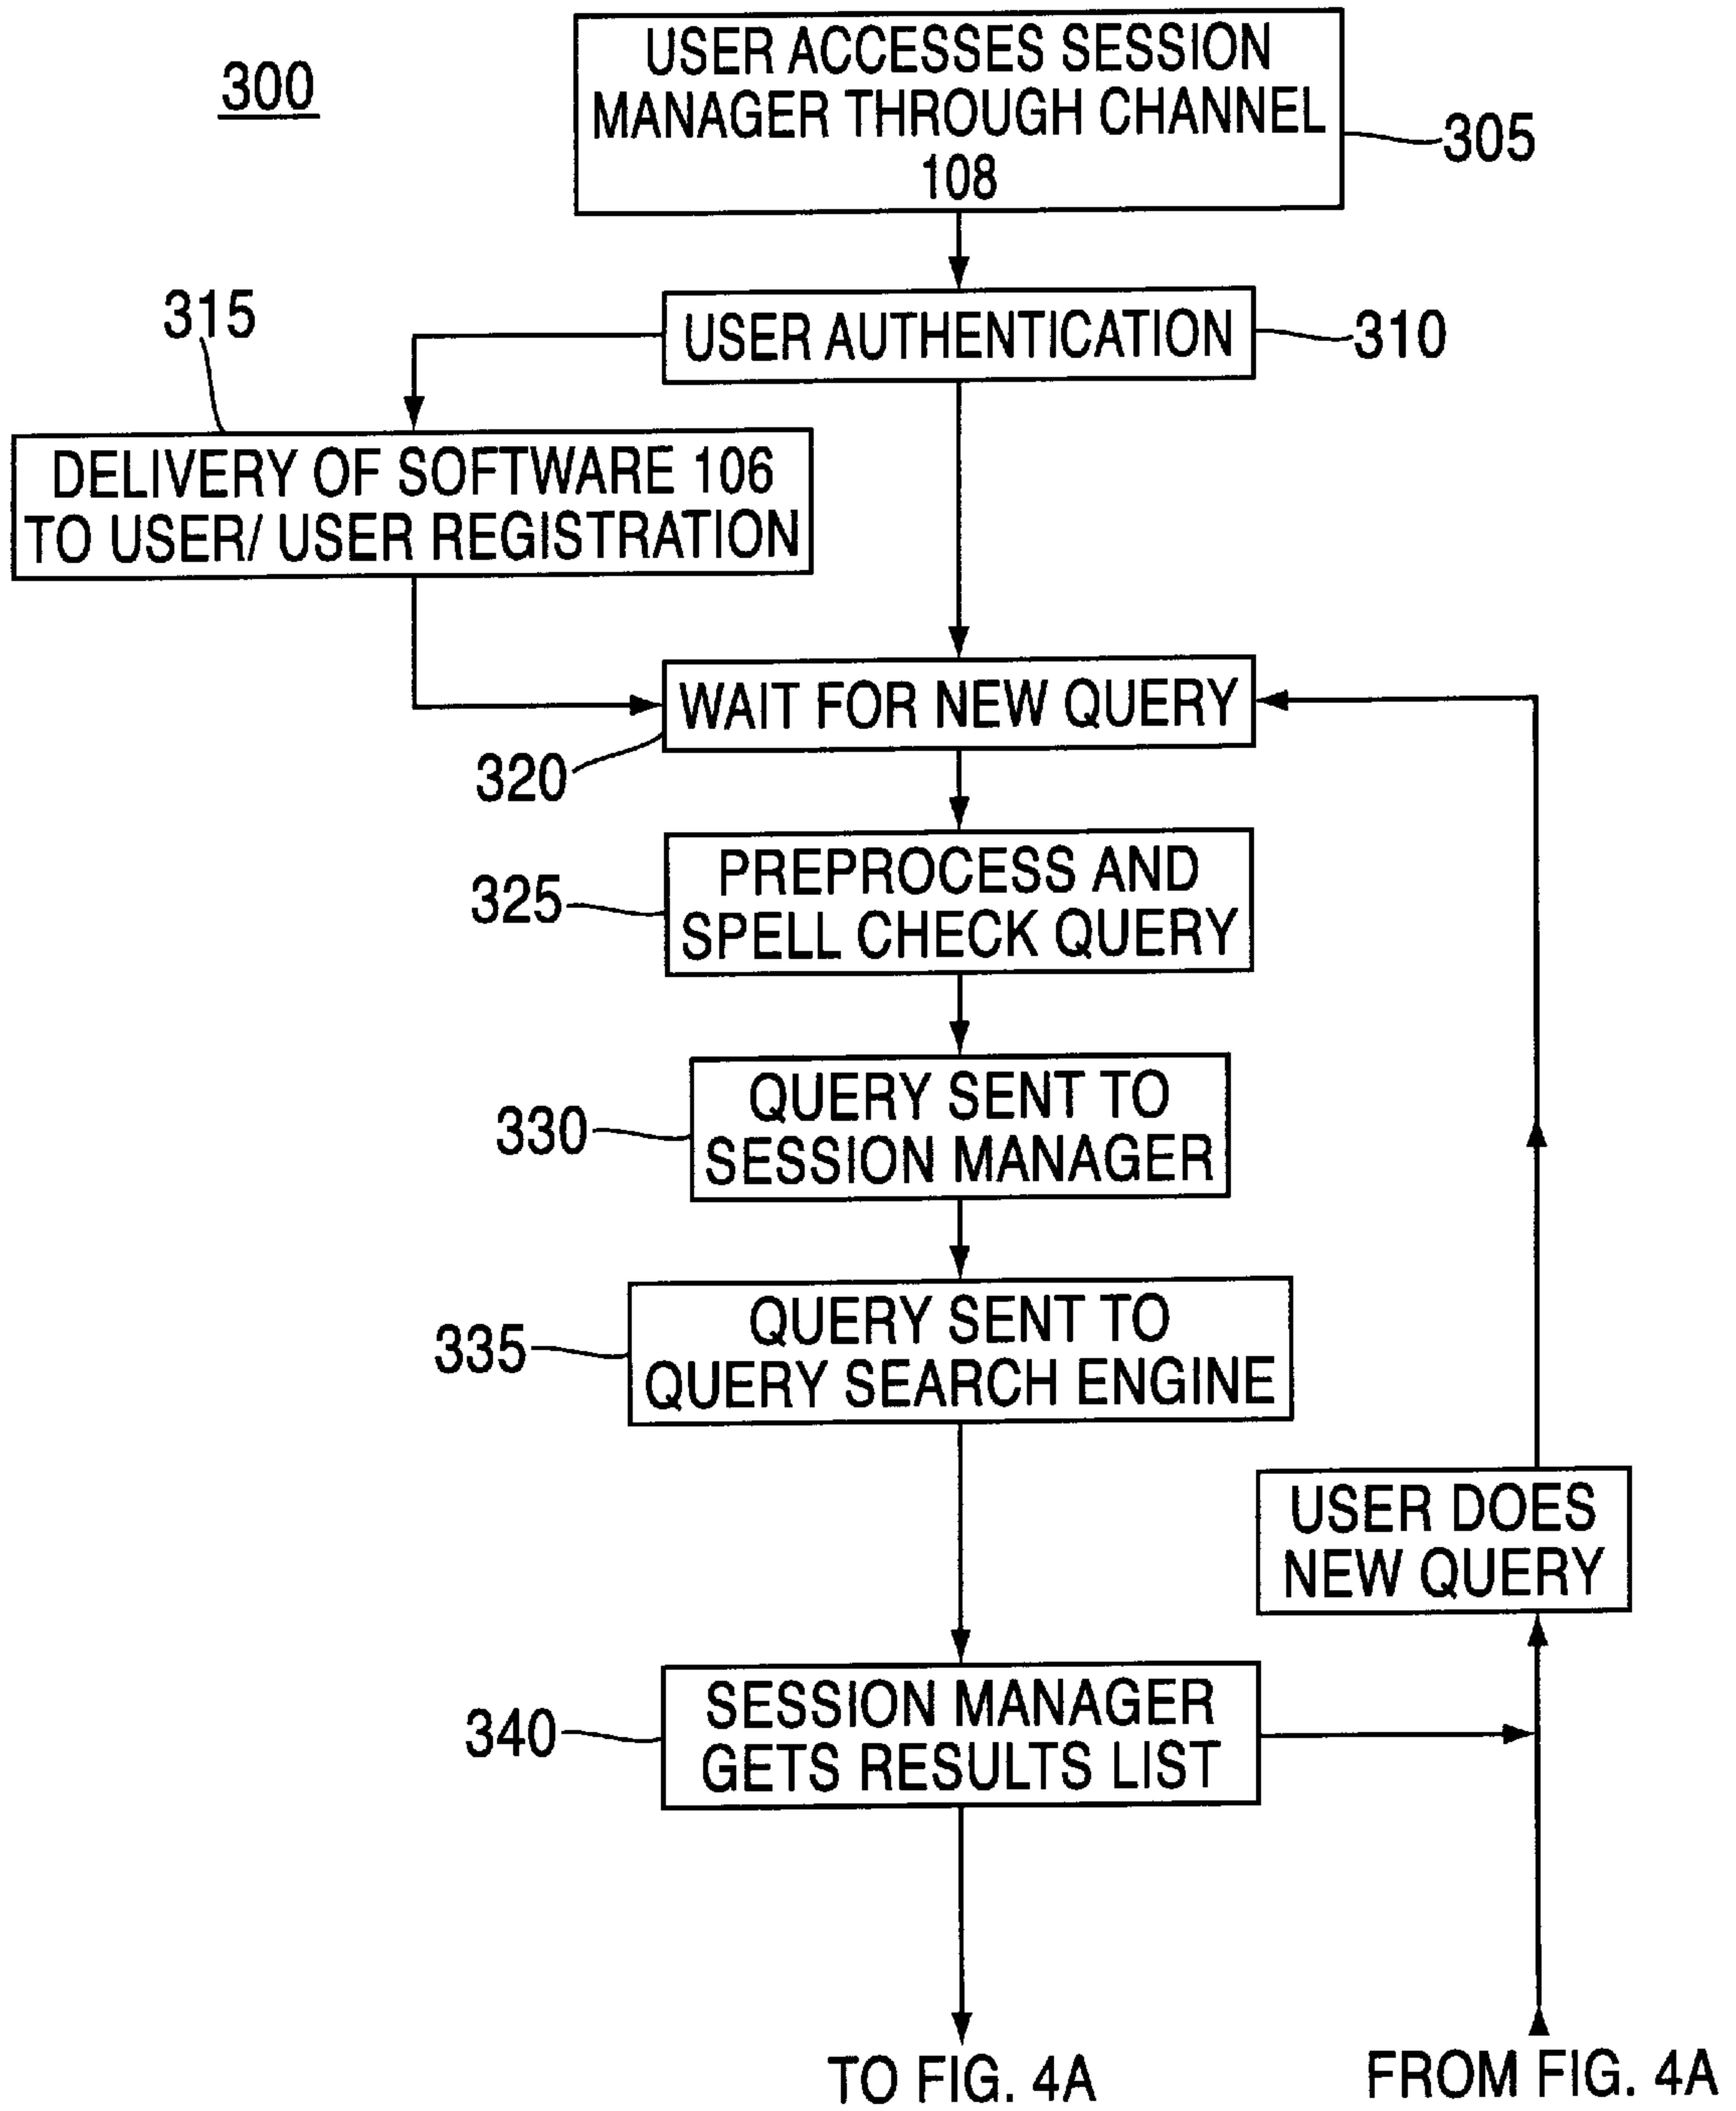 300
USER ACCESSES SESSION
MANAGER THROUGH CHANNEL
108
305
USER AUTHENTICATION
310
315
DELIVERY OF SOFTWARE 106
TO USER/ USER REGISTRATION
WAIT FOR NEW QUERY
320
PREPROCESS AND
SPELL CHECK QUERY
325
QUERY SENT TO
SESSION MANAGER
330
QUERY SENT TO
QUERY SEARCH ENGINE
335
USER DOES
NEW QUERY
SESSION MANAGER
GETS RESULTS LIST
340
TO FIG. 4A
FROM FIG. 4A